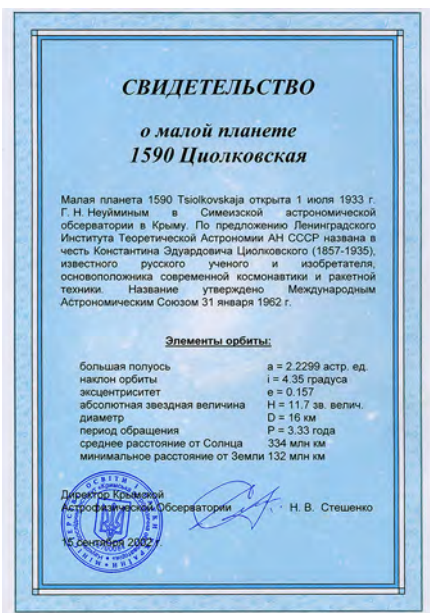 СВИДЕТЕЛЬСТВО
о малой планете
1590 Циолковская
Малая планета 1590 Tsiolkovskaja открыта 1 июля 1933 г.
Г. Н. Неуйминым в Симеизской астрономической
обсерватории в Крыму. По предложению Ленинградского
Института Теоретической Астрономии АН СССР названа в
честь Константина Эдуардовича Циолковского (1857-1935),
известного русского ученого и изобретателя,
основоположника современной космонавтики и ракетной
техники. Название утверждено Международным
Астрономическим Союзом 31 января 1962 г.
Элементы орбиты:
большая полуось a = 2.2299 астр. ед.
наклон орбиты i = 4.35 градуса
эксцентриситет e = 0.157
абсолютная звездная величина H = 11.7 зв. велич.
диаметр D = 16 км
период обращения P = 3.33 года
среднее расстояние от Солнца 334 млн км
минимальное расстояние от Земли 132 млн км
Директор Крымской
Астрофизической Обсерватории Н. В. Стешенко
15 сентября 2002 г.